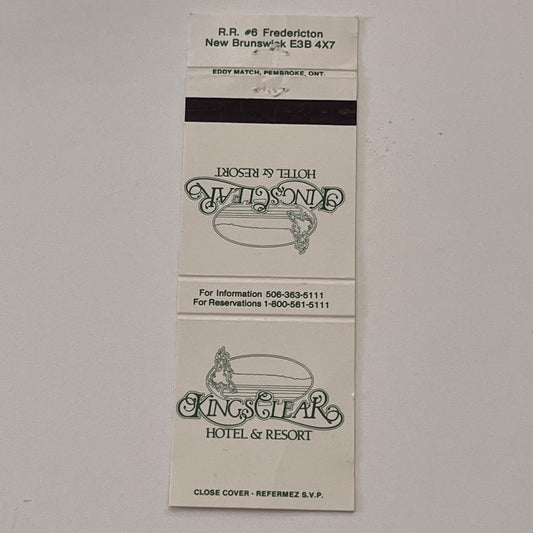 R.R. #6 Fredericton
New Brunswick E3B 4X7
EDDY MATCH, PEMBROKE, ONT.
KINGSCLEAR
HOTEL & RESORT
For Information 506-363-5111
For Reservations 1-800-561-5111
KINGSCLEAR
HOTEL & RESORT
CLOSE COVER - REFERMEZ S.V.P.